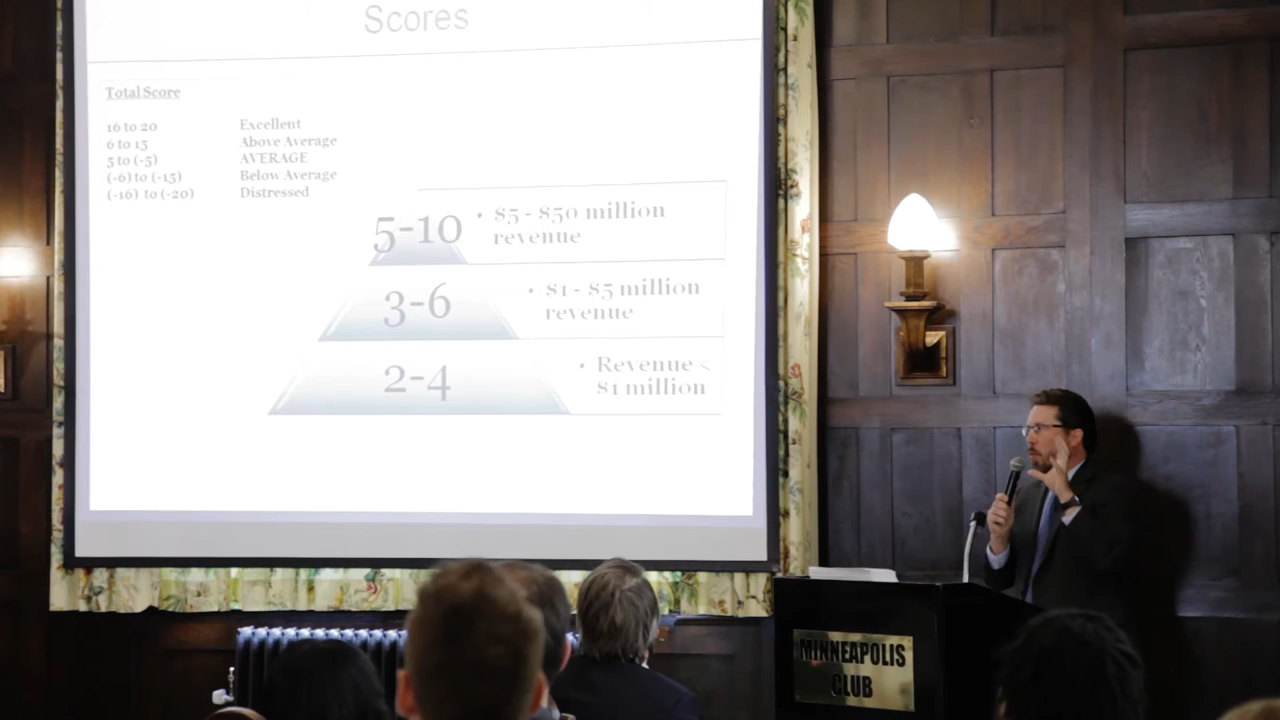 Scores
Total Score
16 to 20 Excellent
6 to 15 Above Average
5 to (-5) AVERAGE
(-6) to (-15) Below Average
(-16) to (-20) Distressed
5-10
• $5 - $50 million
revenue
3-6
• $1 - $5 million
revenue
2-4
• Revenue <
$1 million
MINNEAPOLIS
CLUB